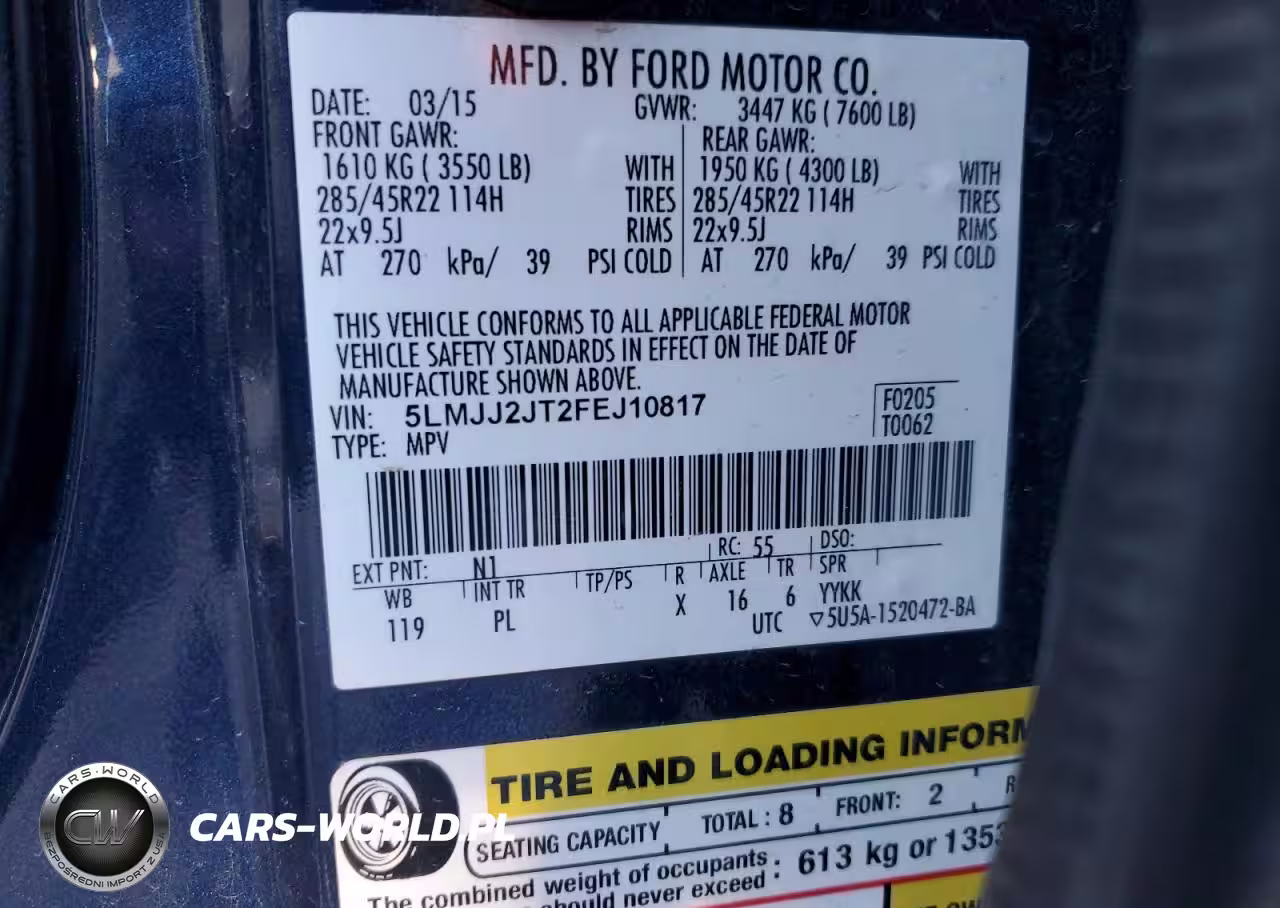 MFD. BY FORD MOTOR CO.
DATE: 03/15 GVWR: 3447 KG ( 7600 LB)
FRONT GAWR: REAR GAWR:
1610 KG ( 3550 LB) WITH 1950 KG ( 4300 LB) WITH
285/45R22 114H TIRES 285/45R22 114H TIRES
22x9.5J RIMS 22x9.5J RIMS
AT 270 kPa/ 39 PSI COLD AT 270 kPa/ 39 PSI COLD
THIS VEHICLE CONFORMS TO ALL APPLICABLE FEDERAL MOTOR
VEHICLE SAFETY STANDARDS IN EFFECT ON THE DATE OF
MANUFACTURE SHOWN ABOVE.
VIN: 5LMJJ2JT2FEJ10817 F0205
TYPE: MPV T0062
EXT PNT: N1 RC: 55 DSO:
WB INT TR TP/PS R AXLE TR SPR
119 PL X 16 6 YYKK
UTC ▽5U5A-1520472-BA
TIRE AND LOADING INFORM
SEATING CAPACITY TOTAL : 8 FRONT: 2 R
The combined weight of occupants : 613 kg or 1353
should never exceed :
CARS-WORLD
CW
BEZPOŚREDNI IMPORT Z USA
CARS-WORLD.PL